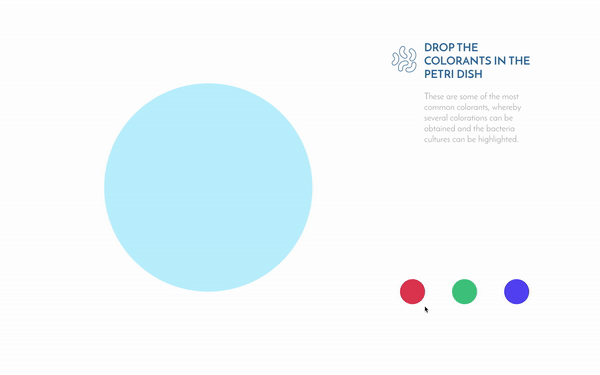 DROP THE
COLORANTS IN THE
PETRI DISH
These are some of the most
common colorants, whereby
several colorations can be
obtained and the bacteria
cultures can be highlighted.